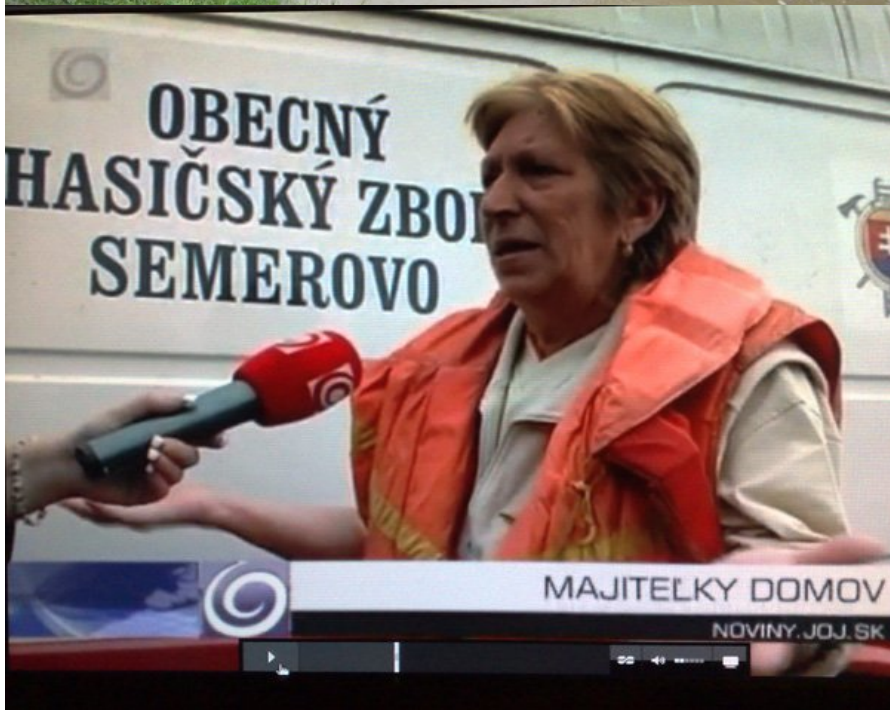 OBECNÝ
HASIČSKÝ ZBO
SEMEROVO
MAJITEĽKY DOMOV
NOVINY.JOJ.SK